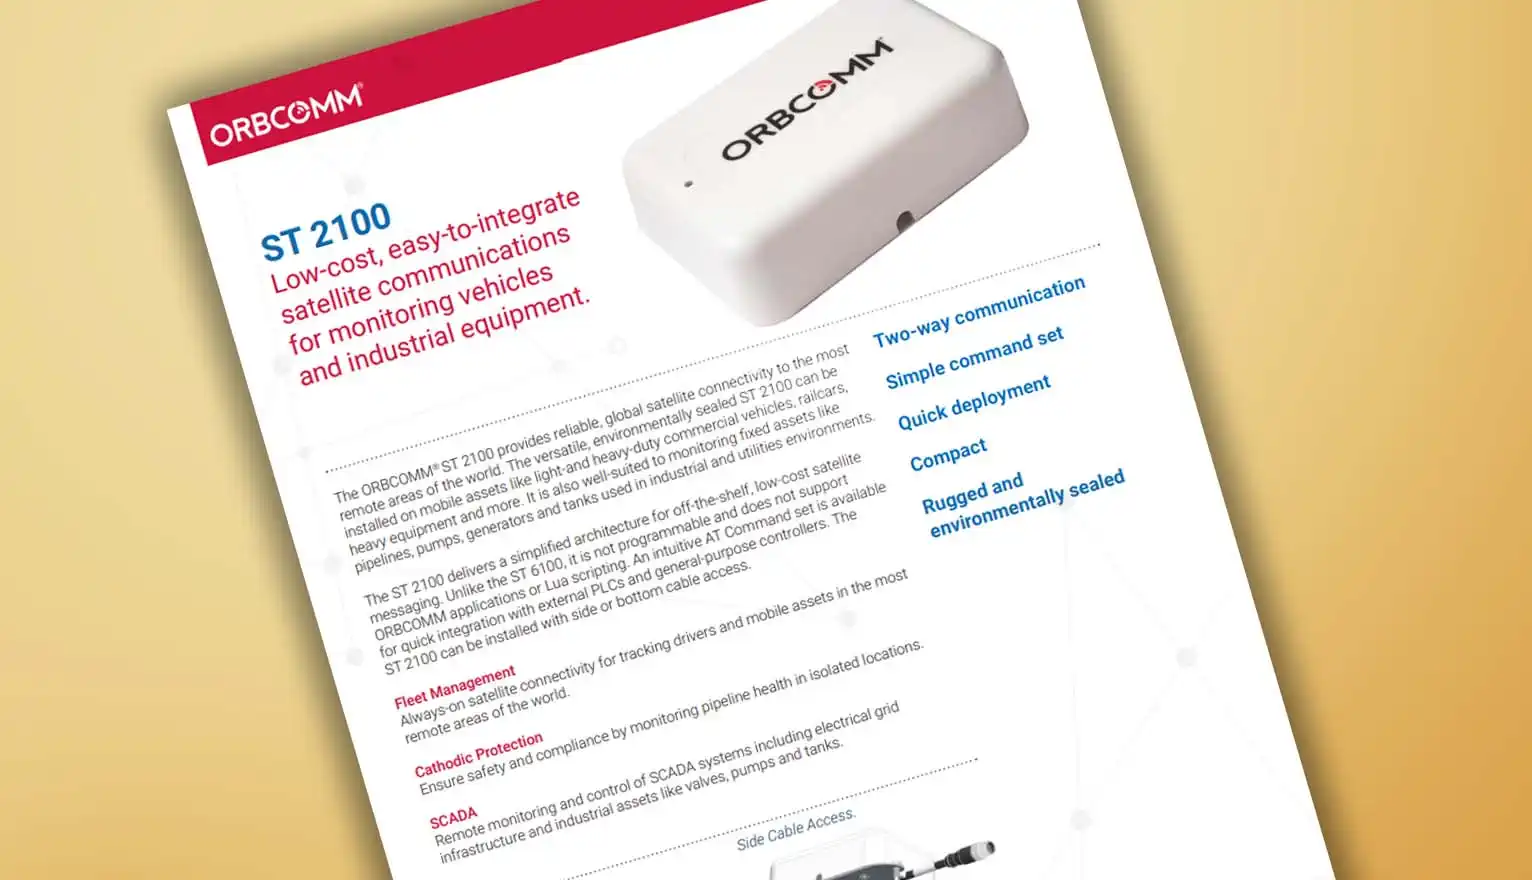 ORBCOMM®
ORBCOMM
ST 2100
Low-cost, easy-to-integrate
satellite communications
for monitoring vehicles
and industrial equipment.
The ORBCOMM® ST 2100 provides reliable, global satellite connectivity to the most
remote areas of the world. The versatile, environmentally sealed ST 2100 can be
installed on mobile assets like light-and heavy-duty commercial vehicles, railcars,
heavy equipment and more. It is also well-suited to monitoring fixed assets like
pipelines, pumps, generators and tanks used in industrial and utilities environments.
The ST 2100 delivers a simplified architecture for off-the-shelf, low-cost satellite
messaging. Unlike the ST 6100, it is not programmable and does not support
ORBCOMM applications or Lua scripting. An intuitive AT Command set is available
for quick integration with external PLCs and general-purpose controllers. The
ST 2100 can be installed with side or bottom cable access.
Fleet Management
Always-on satellite connectivity for tracking drivers and mobile assets in the most
remote areas of the world.
Cathodic Protection
Ensure safety and compliance by monitoring pipeline health in isolated locations.
SCADA
Remote monitoring and control of SCADA systems including electrical grid
infrastructure and industrial assets like valves, pumps and tanks.
Two-way communication
Simple command set
Quick deployment
Compact
Rugged and
environmentally sealed
Side Cable Access.